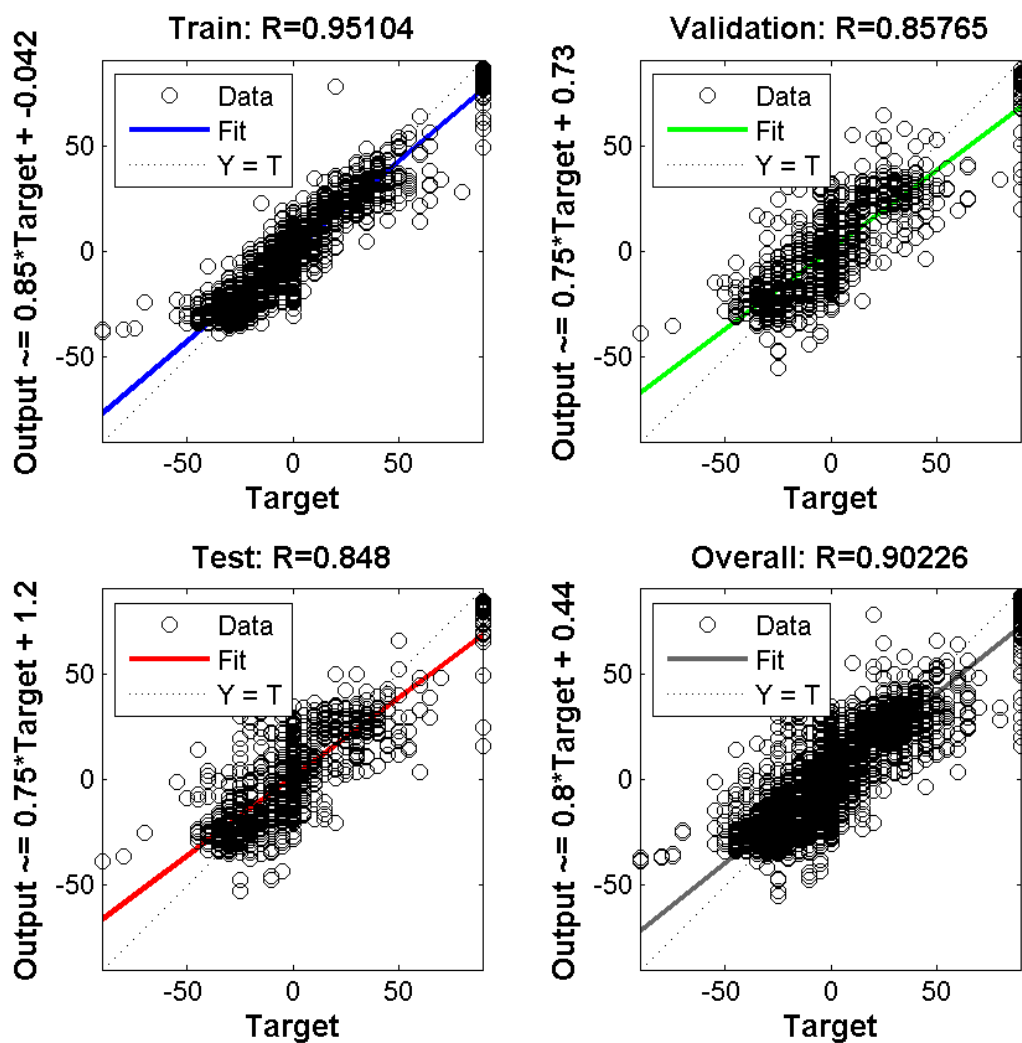 Train: R=0.95104
Output ~= 0.85*Target + -0.042
Data
Fit
Y = T
50
0
-50
-50 0 50
Target
Validation: R=0.85765
Output ~= 0.75*Target + 0.73
Data
Fit
Y = T
50
0
-50
-50 0 50
Target
Test: R=0.848
Output ~= 0.75*Target + 1.2
Data
Fit
Y = T
50
0
-50
-50 0 50
Target
Overall: R=0.90226
Output ~= 0.8*Target + 0.44
Data
Fit
Y = T
50
0
-50
-50 0 50
Target